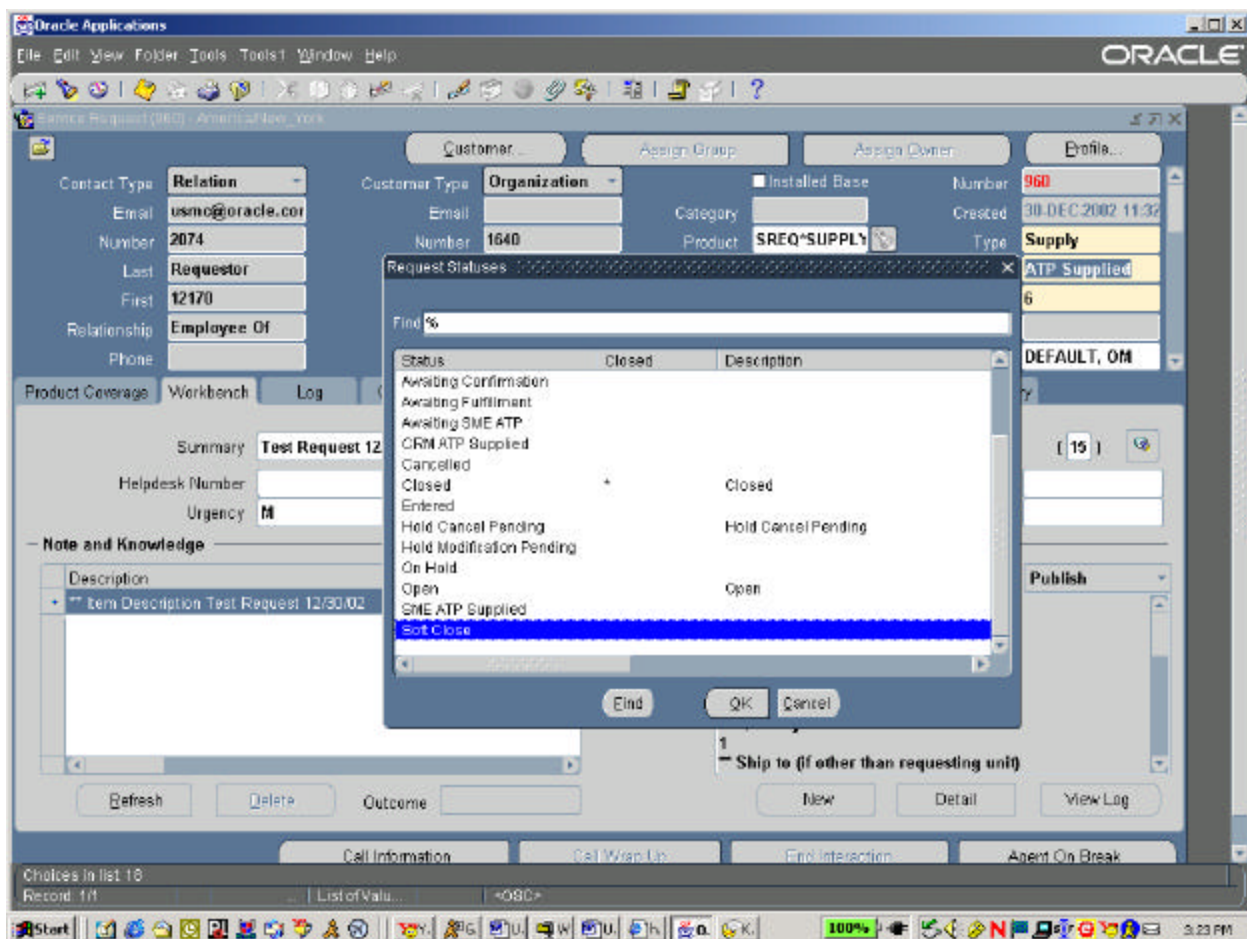 Oracle Applications
File Edit View Folder Tools Tools1 Window Help
ORACLE
Service Request (960) - America/New_York
Customer... Assign Group Assign Owner Profile...
Contact Type Relation Customer Type Organization Installed Base Number 960
Email usmc@oracle.cor Email Category Created 30-DEC-2002 11:32
Number 2074 Number 1640 Product SREQ*SUPPLY Type Supply
Last Requestor ATP Supplied
First 12170 6
Relationship Employee Of
Phone DEFAULT, OM
Request Statuses
Find %
Status Closed Description
Awaiting Confirmation
Awaiting Fulfillment
Awaiting SME ATP
CRM ATP Supplied
Cancelled
Closed * Closed
Entered
Hold Cancel Pending Hold Cancel Pending
Hold Modification Pending
On Hold
Open Open
SME ATP Supplied
Soft Close
Find OK Cancel
Product Coverage Workbench Log
Summary Test Request 12 ( 15 )
Helpdesk Number
Urgency M
Note and Knowledge
Description Publish
** Item Description Test Request 12/30/02
1
** Ship to (if other than requesting unit)
Refresh Delete Outcome New Detail View Log
Call Information Call Wrap Up End Interaction Agent On Break
Choices in list: 18
Record: 1/1 ... List of Valu... <OSC>
Start 100% 3:23 PM